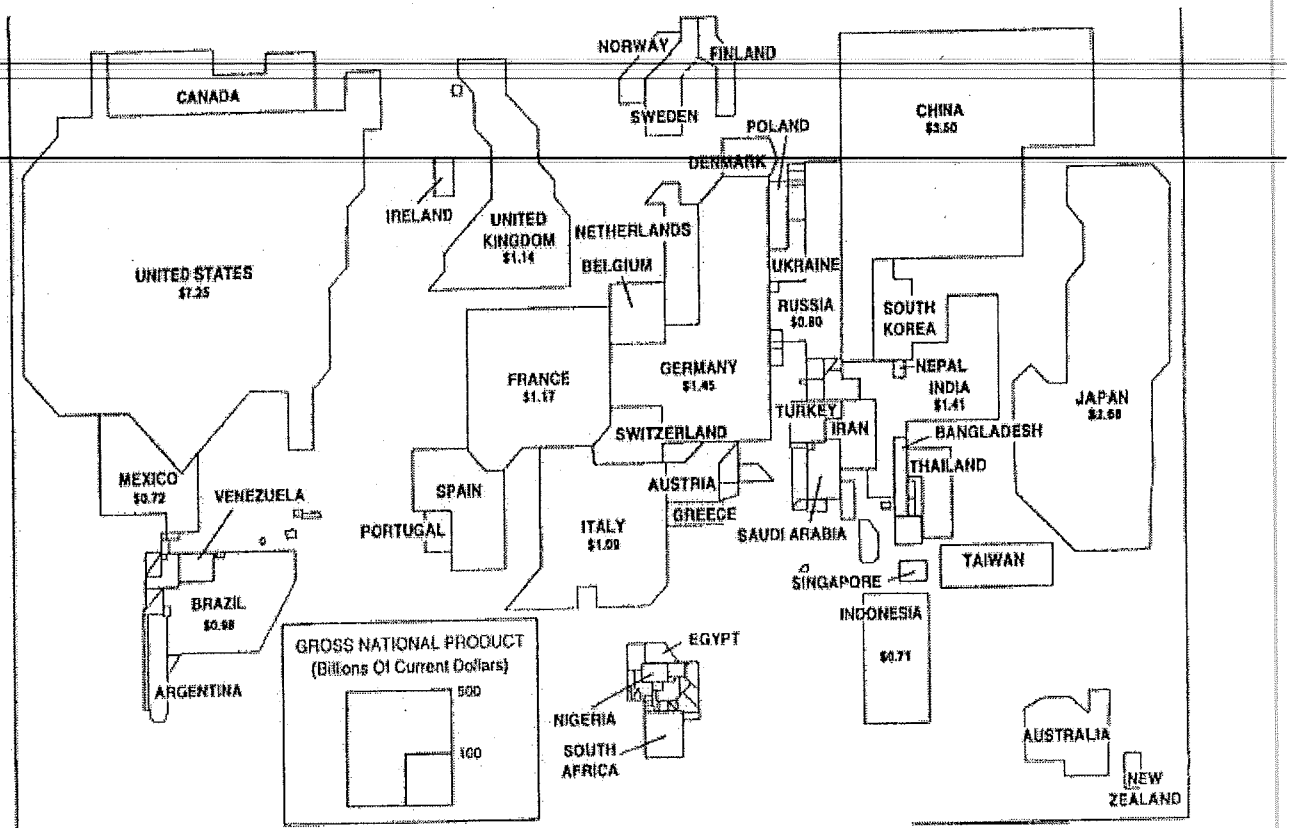 NORWAY
FINLAND
CANADA
SWEDEN
CHINA
$3.50
POLAND
DENMARK
IRELAND
UNITED
KINGDOM
$1.14
NETHERLANDS
BELGIUM
UKRAINE
UNITED STATES
$7.25
RUSSIA
$0.80
SOUTH
KOREA
GERMANY
$1.45
NEPAL
INDIA
$1.41
FRANCE
$1.17
JAPAN
TURKEY
IRAN
BANGLADESH
SWITZERLAND
THAILAND
MEXICO
$0.72
VENEZUELA
SPAIN
AUSTRIA
GREECE
PORTUGAL
ITALY
$1.09
SAUDI ARABIA
TAIWAN
SINGAPORE
BRAZIL
$0.98
INDONESIA
$0.71
GROSS NATIONAL PRODUCT
(Billions Of Current Dollars)
500
100
EGYPT
ARGENTINA
NIGERIA
SOUTH
AFRICA
AUSTRALIA
NEW
ZEALAND